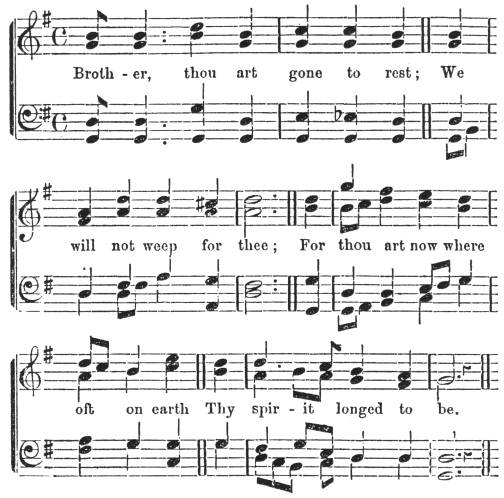 Broth - er, thou art gone to rest; We
will not weep for thee; For thou art now where
oft on earth Thy spir - it longed to be.